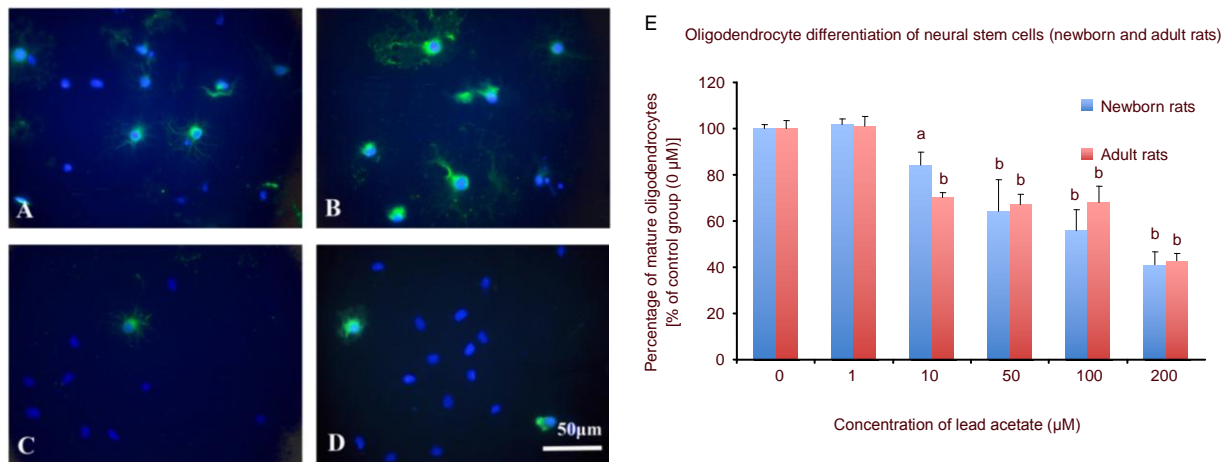 A
B
C
D
50µm
E
Oligodendrocyte differentiation of neural stem cells (newborn and adult rats)
Percentage of mature oligodendrocytes
[% of control group (0 µM)]
120
100
80
60
40
20
0
Newborn rats
Adult rats
a
b
b
b
b
b
b
b
0
1
10
50
100
200
Concentration of lead acetate (µM)